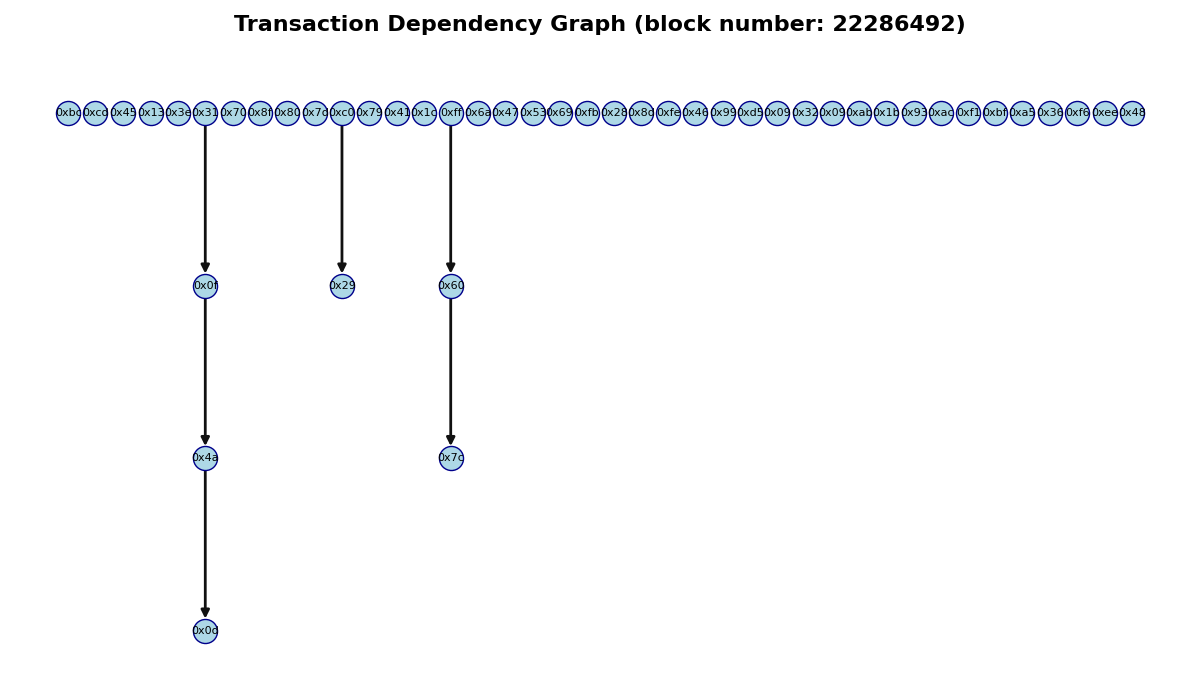 Transaction Dependency Graph (block number: 22286492)
0xbc 0xcd 0x45 0x13 0x3e 0x31 0x70 0x8f 0x80 0x7d 0xc0 0x79 0x41 0x1c 0xff 0x6a 0x47 0x53 0x69 0xfb 0x28 0x8d 0xfe 0x46 0x99 0xd5 0x09 0x32 0x09 0xab 0x1b 0x93 0xac 0xf1 0xbf 0xa5 0x36 0xf6 0xee 0x48
0x0f 0x29 0x60
0x4a 0x7c
0x0d